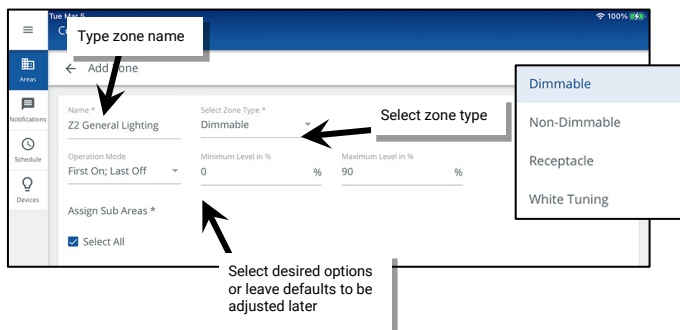 Tue Mar 5
100%
Type zone name
Areas
Add Zone
Dimmable
Notifications
Name *
Select Zone Type *
Z2 General Lighting
Dimmable
Select zone type
Non-Dimmable
Schedule
Operation Mode
Minimum Level in %
Maximum Level in %
First On; Last Off
0
%
90
%
Receptacle
Devices
White Tuning
Assign Sub Areas *
Select All
Select desired options
or leave defaults to be
adjusted later